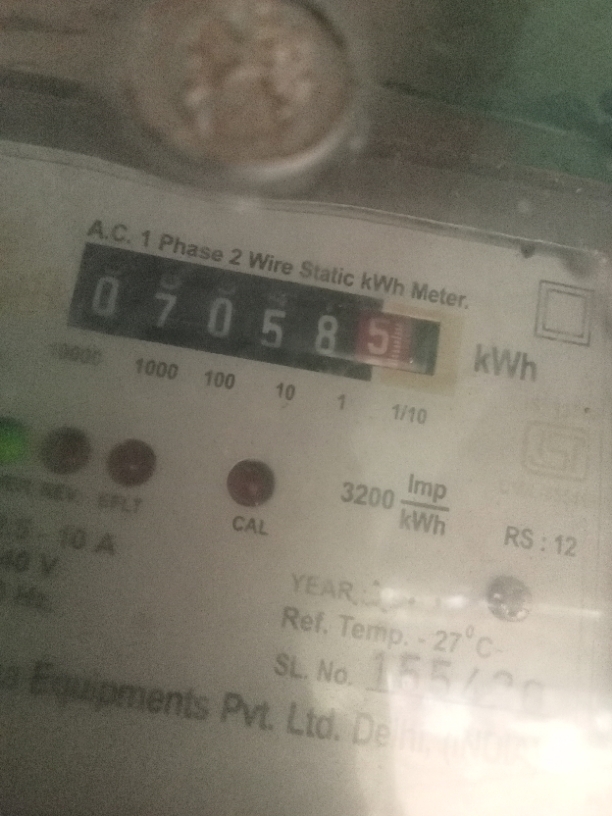 A.C. 1 Phase 2 Wire Static kWh Meter.
0 7 0 5 8 5 kWh
10000 1000 100 10 1 1/10
REV. EFLT
CAL
3200 Imp/kWh
RS : 12
- 10 A
YEAR
Ref. Temp. - 27°C
SL. No.
Equipments Pvt. Ltd.